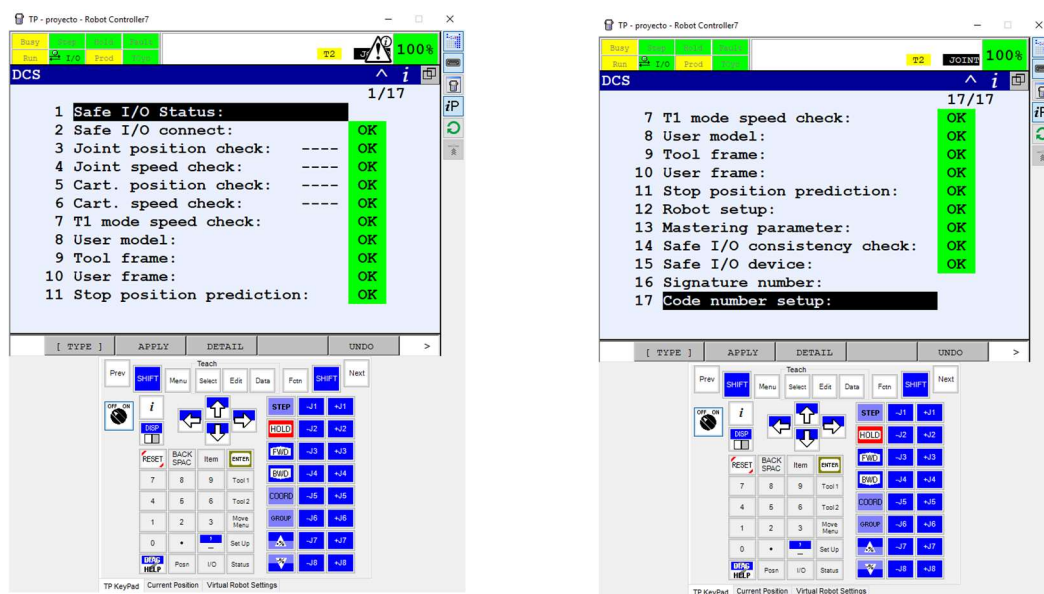 TP - proyecto - Robot Controller7
Busy Step Hold Fault
Run I/O Prod TCyc
T2 100%
DCS
1/17
1 Safe I/O Status:
2 Safe I/O connect: OK
3 Joint position check: ---- OK
4 Joint speed check: ---- OK
5 Cart. position check: ---- OK
6 Cart. speed check: ---- OK
7 T1 mode speed check: OK
8 User model: OK
9 Tool frame: OK
10 User frame: OK
11 Stop position prediction: OK
[ TYPE ] APPLY DETAIL UNDO >
Teach
Prev SHIFT Menu Select Edit Data Fctn SHIFT Next
OFF ON i STEP -J1 +J1
DISP HOLD -J2 +J2
RESET BACK SPAC Item ENTER FWD -J3 +J3
7 8 9 Tool 1 BWD -J4 +J4
4 5 6 Tool 2 COORD -J5 +J5
1 2 3 Move Menu GROUP -J6 +J6
0 . , _ Set Up -J7 +J7
DIAG HELP Posn I/O Status -J8 +J8
TP KeyPad Current Position Virtual Robot Settings
TP - proyecto - Robot Controller7
Busy Step Hold Fault
Run I/O Prod TCyc
T2 JOINT 100%
DCS
17/17
7 T1 mode speed check: OK
8 User model: OK
9 Tool frame: OK
10 User frame: OK
11 Stop position prediction: OK
12 Robot setup: OK
13 Mastering parameter: OK
14 Safe I/O consistency check: OK
15 Safe I/O device: OK
16 Signature number:
17 Code number setup:
[ TYPE ] APPLY DETAIL UNDO >
Teach
Prev SHIFT Menu Select Edit Data Fctn SHIFT Next
OFF ON i STEP -J1 +J1
DISP HOLD -J2 +J2
RESET BACK SPAC Item ENTER FWD -J3 +J3
7 8 9 Tool 1 BWD -J4 +J4
4 5 6 Tool 2 COORD -J5 +J5
1 2 3 Move Menu GROUP -J6 +J6
0 . , _ Set Up -J7 +J7
DIAG HELP Posn I/O Status -J8 +J8
TP KeyPad Current Position Virtual Robot Settings